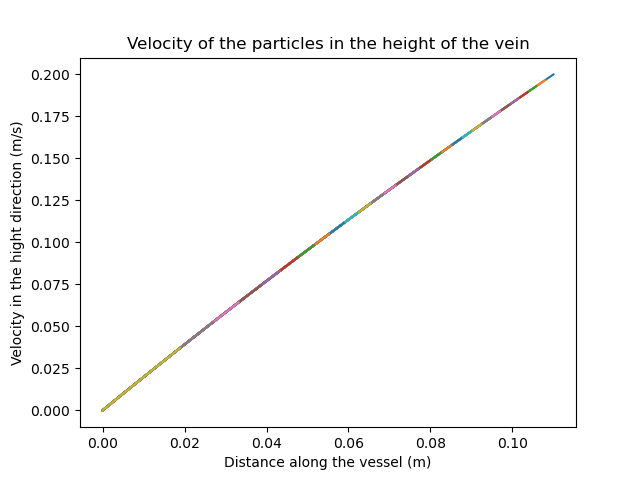 Velocity of the particles in the height of the vein
0.200
0.175
0.150
0.125
0.100
0.075
0.050
0.025
0.000
Velocity in the hight direction (m/s)
0.00 0.02 0.04 0.06 0.08 0.10
Distance along the vessel (m)